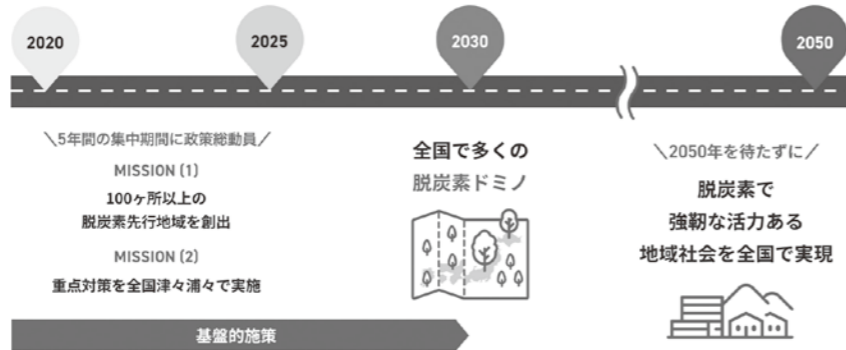 2020
2025
2030
2050
＼5年間の集中期間に政策総動員／
MISSION (1)
100ヶ所以上の
脱炭素先行地域を創出
MISSION (2)
重点対策を全国津々浦々で実施
全国で多くの
脱炭素ドミノ
＼2050年を待たずに／
脱炭素で
強靭な活力ある
地域社会を全国で実現
基盤的施策